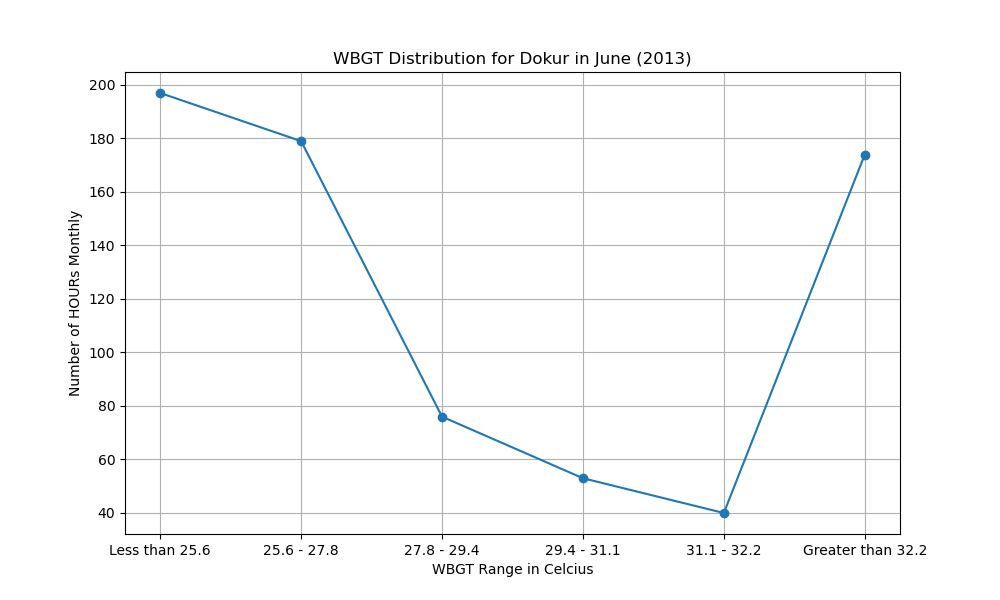 WBGT Distribution for Dokur in June (2013)
Number of HOURs Monthly
200
180
160
140
120
100
80
60
40
Less than 25.6 25.6 - 27.8 27.8 - 29.4 29.4 - 31.1 31.1 - 32.2 Greater than 32.2
WBGT Range in Celcius